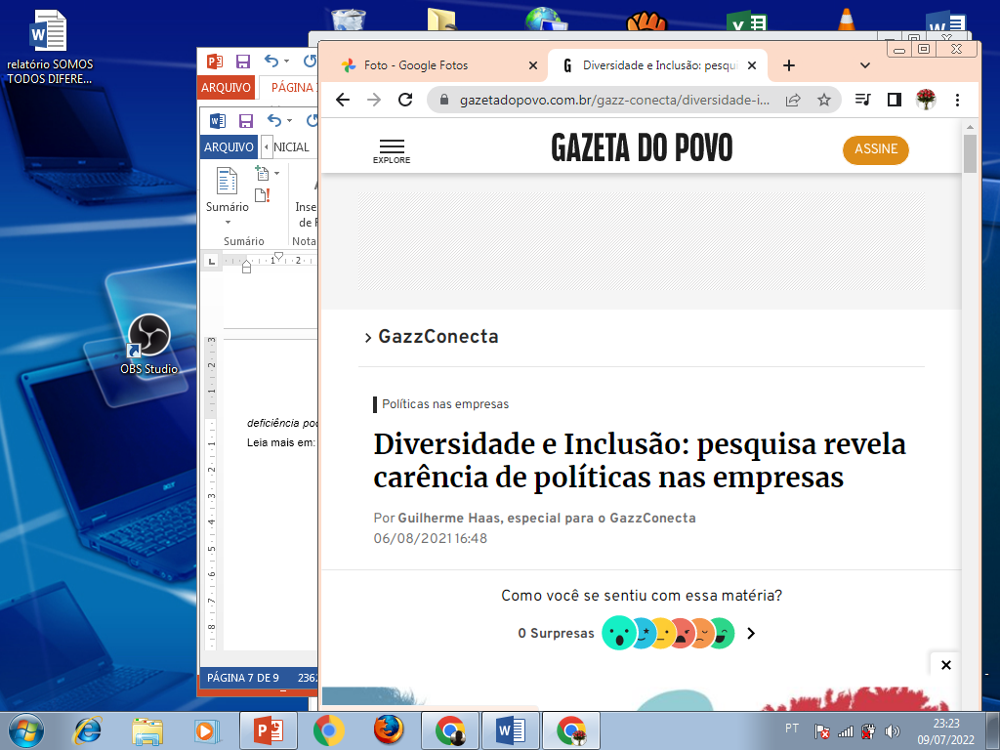 relatório SOMOS
TODOS DIFERE...
OBS Studio
ARQUIVO
PÁGINA
ARQUIVO
NICIAL
Sumário
Inse
de
Sumário
Nota
1 2
deficiência
Leia mais em:
PÁGINA 7 DE 9
Foto - Google Fotos
Diversidade e Inclusão: pesqu
gazetadopovo.com.br/gazz-conecta/diversidade-i...
EXPLORE
GAZETA DO POVO
ASSINE
GazzConecta
Políticas nas empresas
Diversidade e Inclusão: pesquisa revela
carência de políticas nas empresas
Por Guilherme Haas, especial para o GazzConecta
06/08/2021 16:48
Como você se sentiu com essa matéria?
0 Surpresas
PT
23:23
09/07/2022